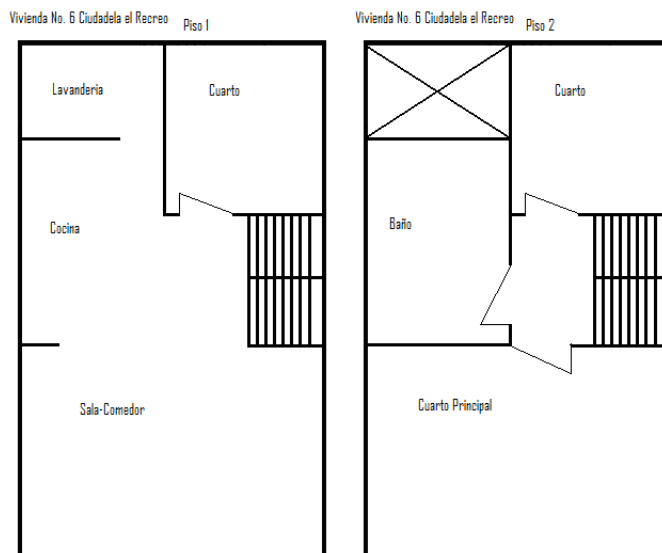 Vivienda No. 6 Ciudadela el Recreo
Piso 1
Lavanderia
Cuarto
Cocina
Sala-Comedor
Vivienda No. 6 Ciudadela el Recreo
Piso 2
Cuarto
Baño
Cuarto Principal